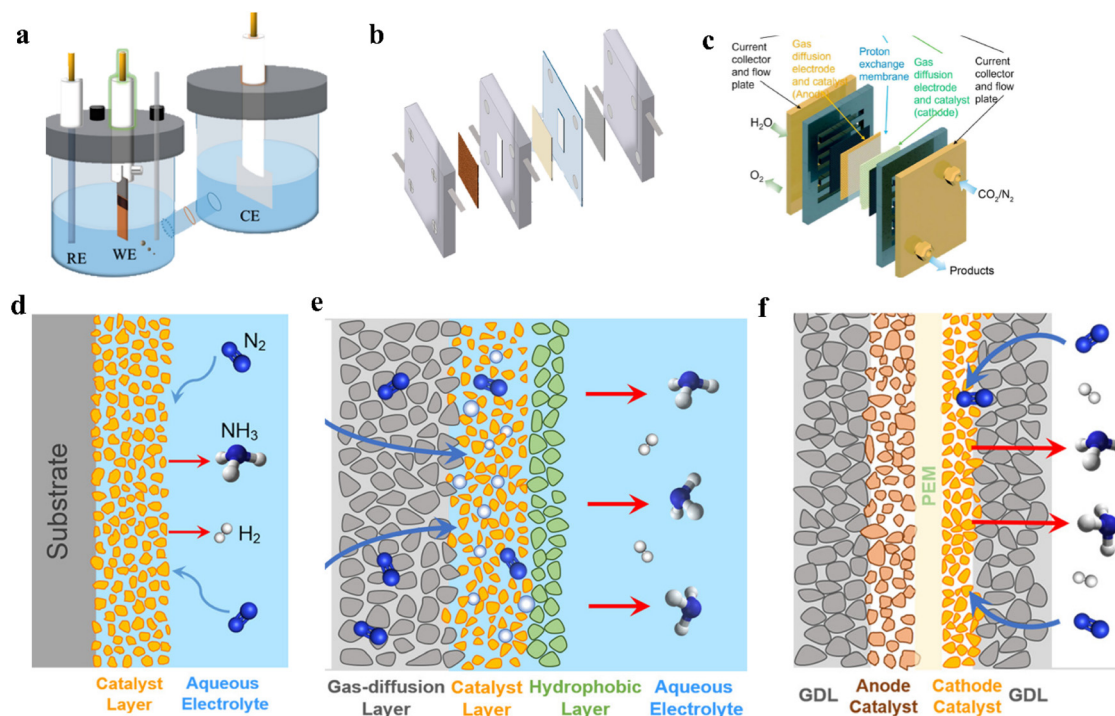 a
RE
WE
CE
b
c
Current
collector
and flow
plate
Gas
diffusion
electrode
and catalyst
(Anode)
Proton
exchange
membrane
Gas
diffusion
electrode
and catalyst
(cathode)
Current
collector
and flow
plate
H2O
O2
CO2/N2
Products
d
Substrate
N2
NH3
H2
Catalyst
Layer
Aqueous
Electrolyte
e
Gas-diffusion
Layer
Catalyst
Layer
Hydrophobic
Layer
Aqueous
Electrolyte
f
PEM
GDL
Anode
Catalyst
Cathode
Catalyst
GDL